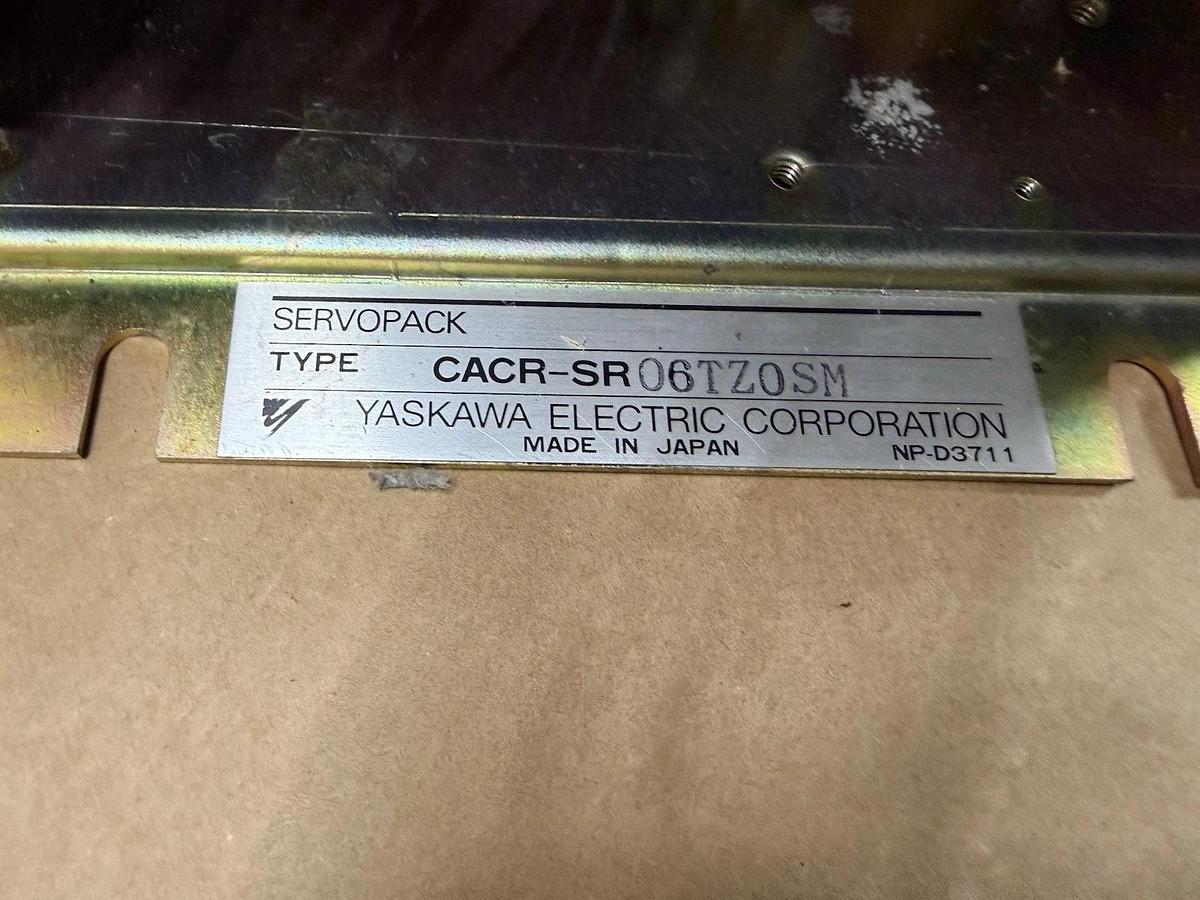 SERVOPACK
TYPE CACR-SR06TZ0SM
YASKAWA ELECTRIC CORPORATION
MADE IN JAPAN NP-D3711